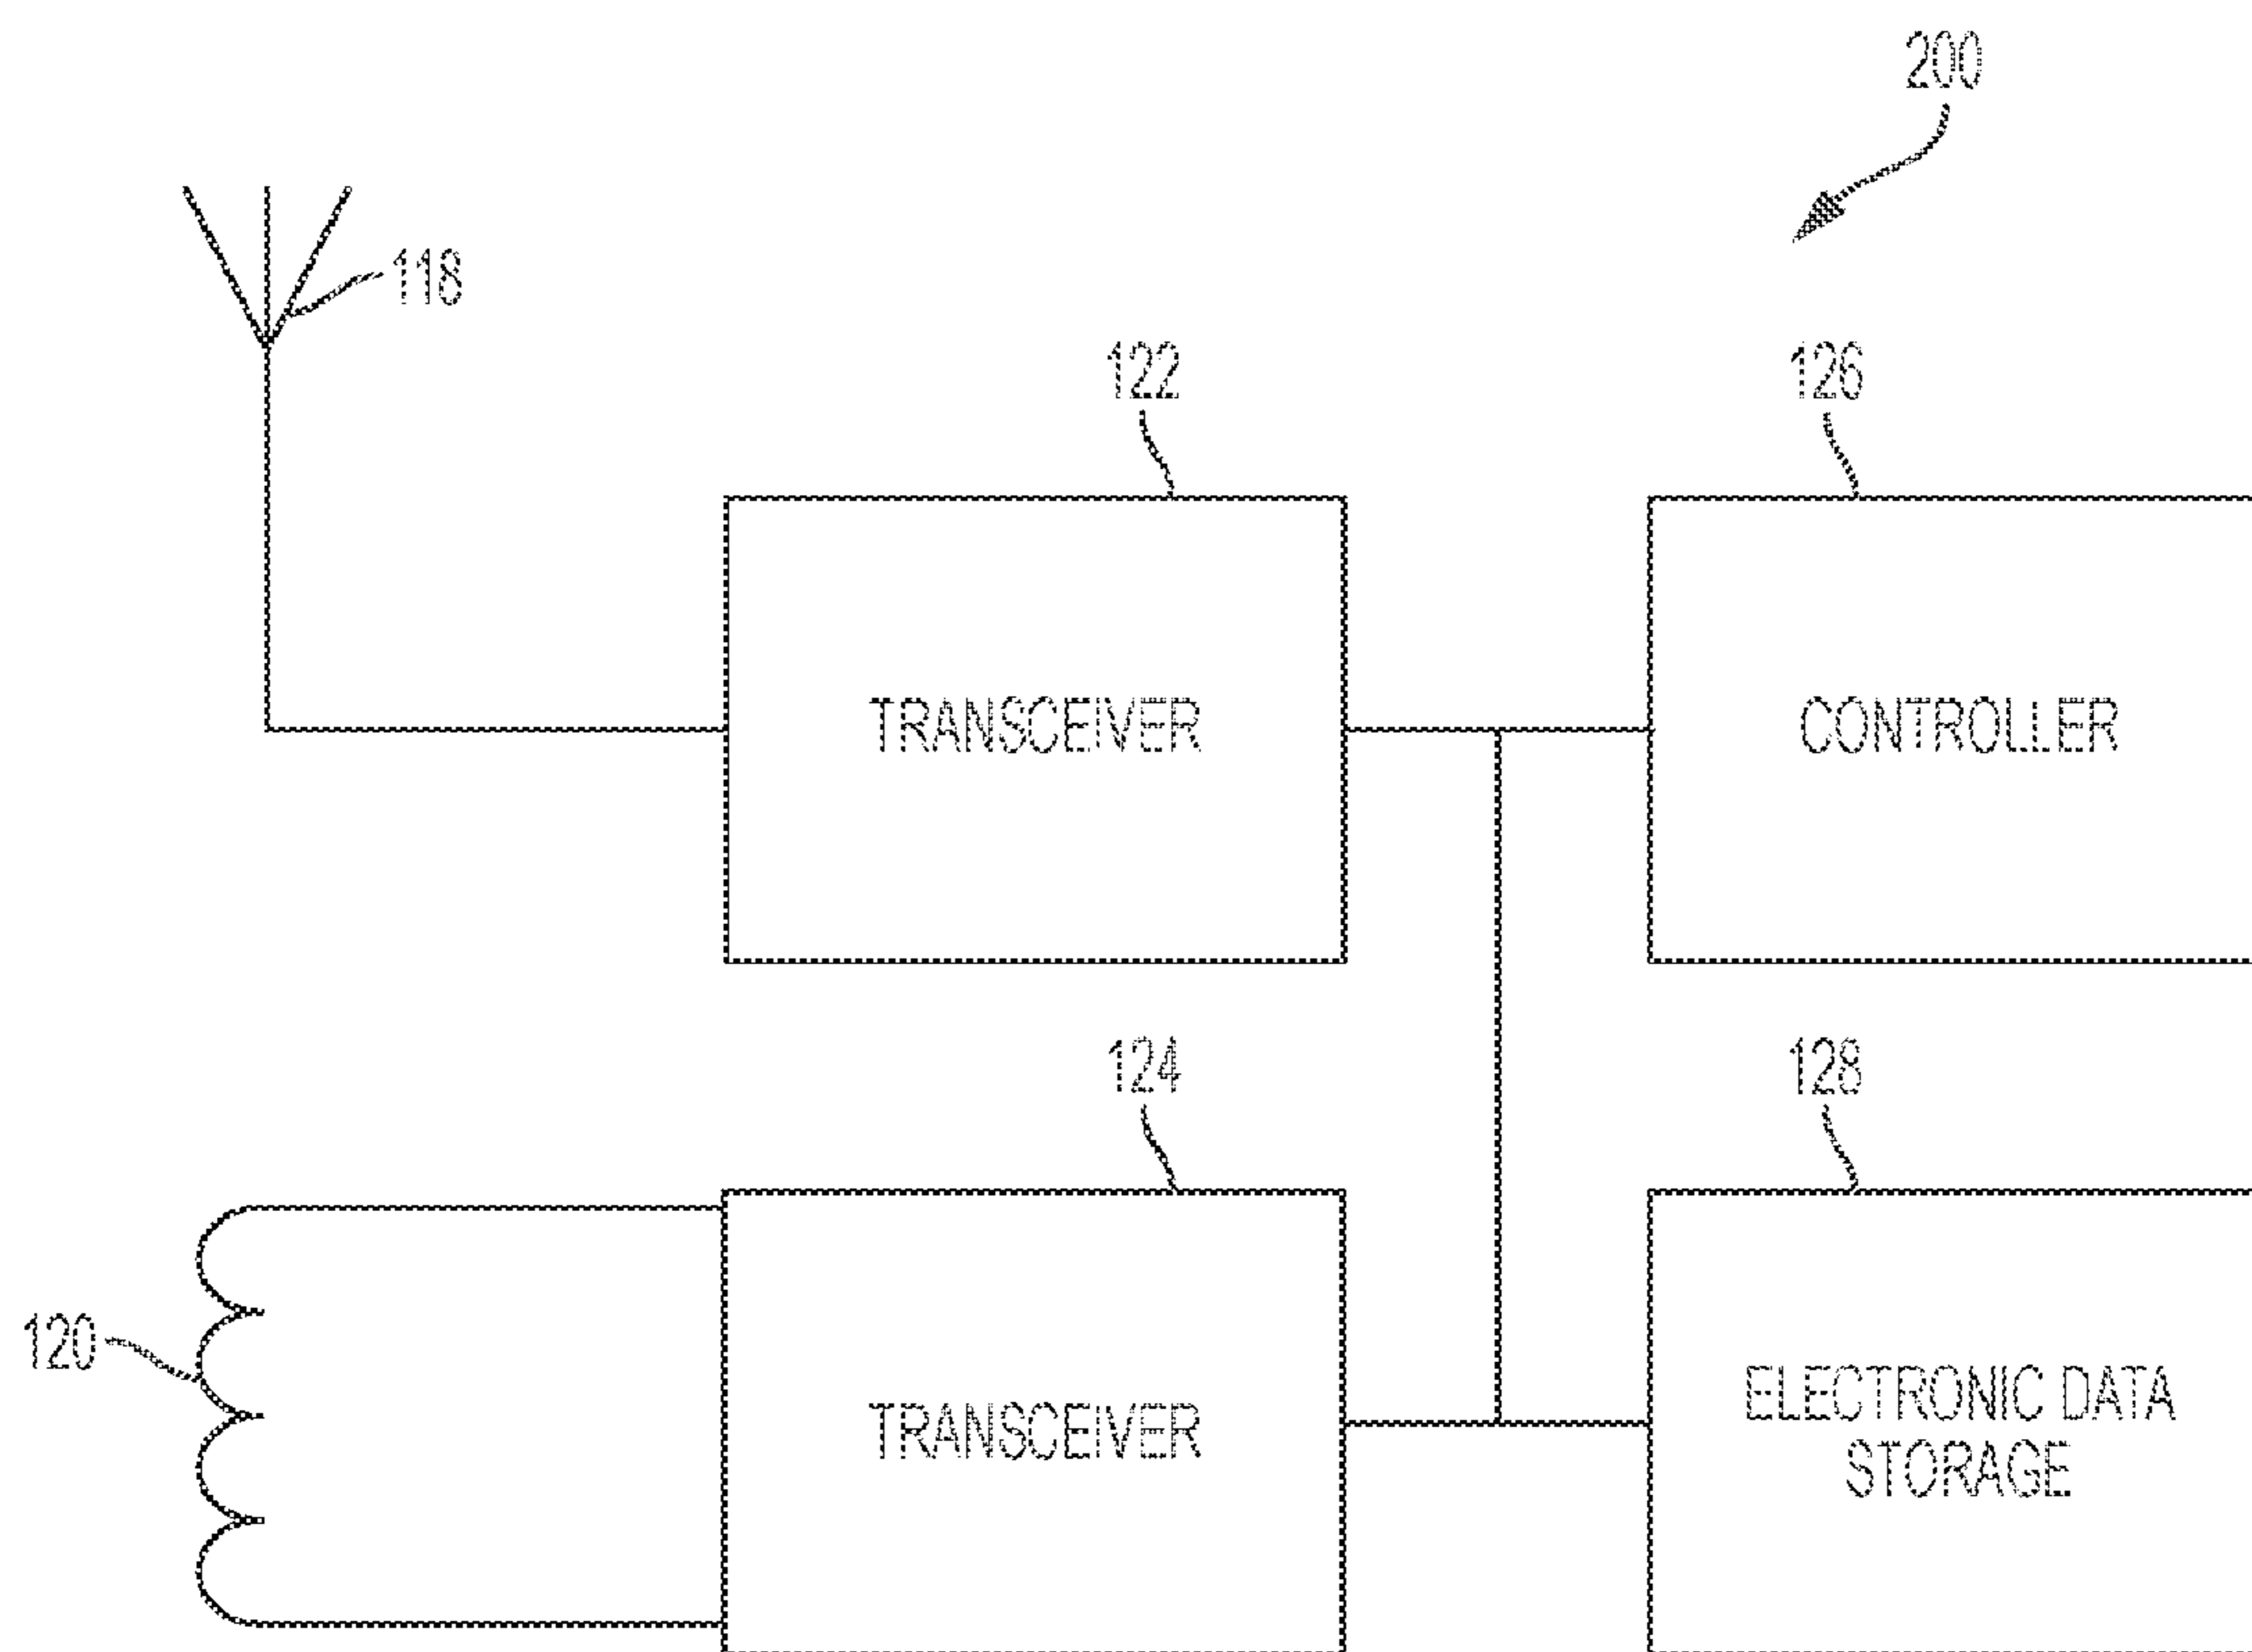 200
118
122
126
TRANSCEIVER
CONTROLLER
124
128
120
TRANSCEIVER
ELECTRONIC DATA
STORAGE